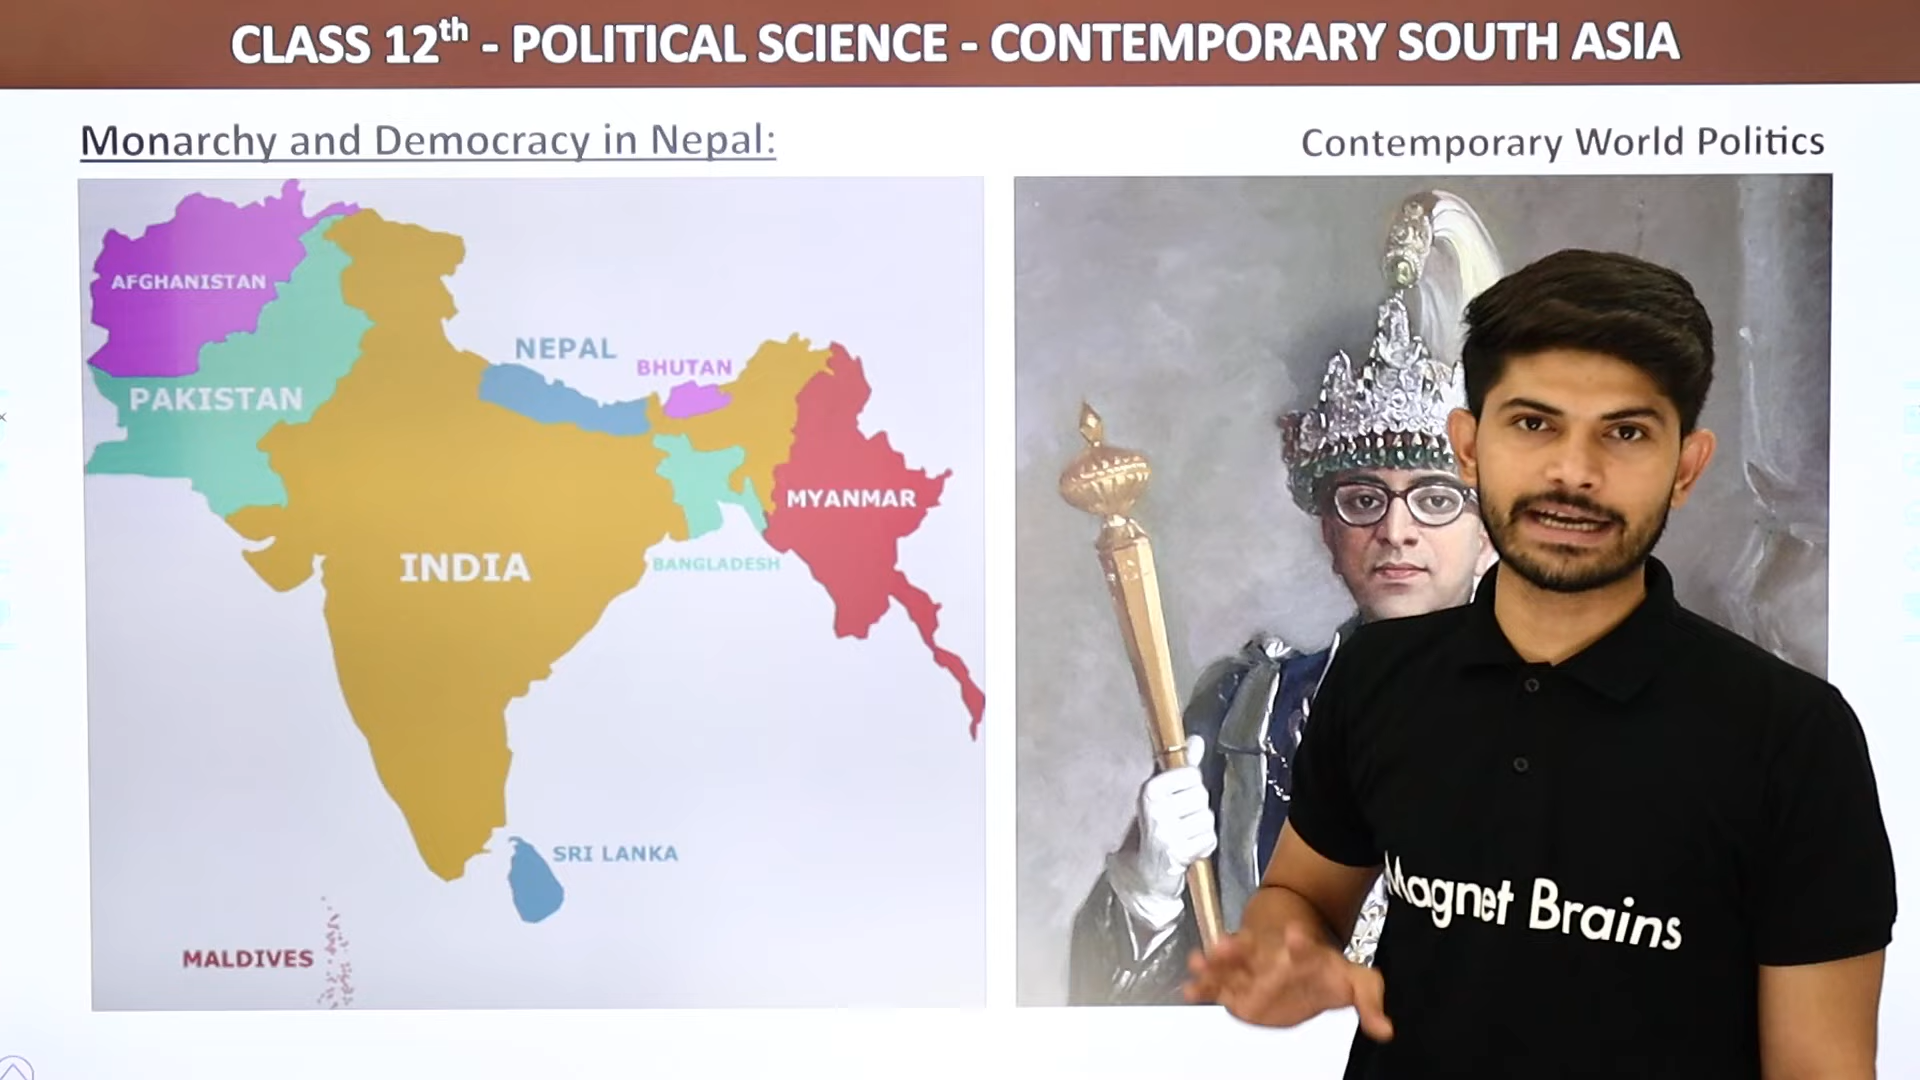 CLASS 12th - POLITICAL SCIENCE - CONTEMPORARY SOUTH ASIA
Monarchy and Democracy in Nepal:
Contemporary World Politics
AFGHANISTAN
PAKISTAN
NEPAL
BHUTAN
MYANMAR
INDIA
BANGLADESH
SRI LANKA
MALDIVES
Magnet Brains